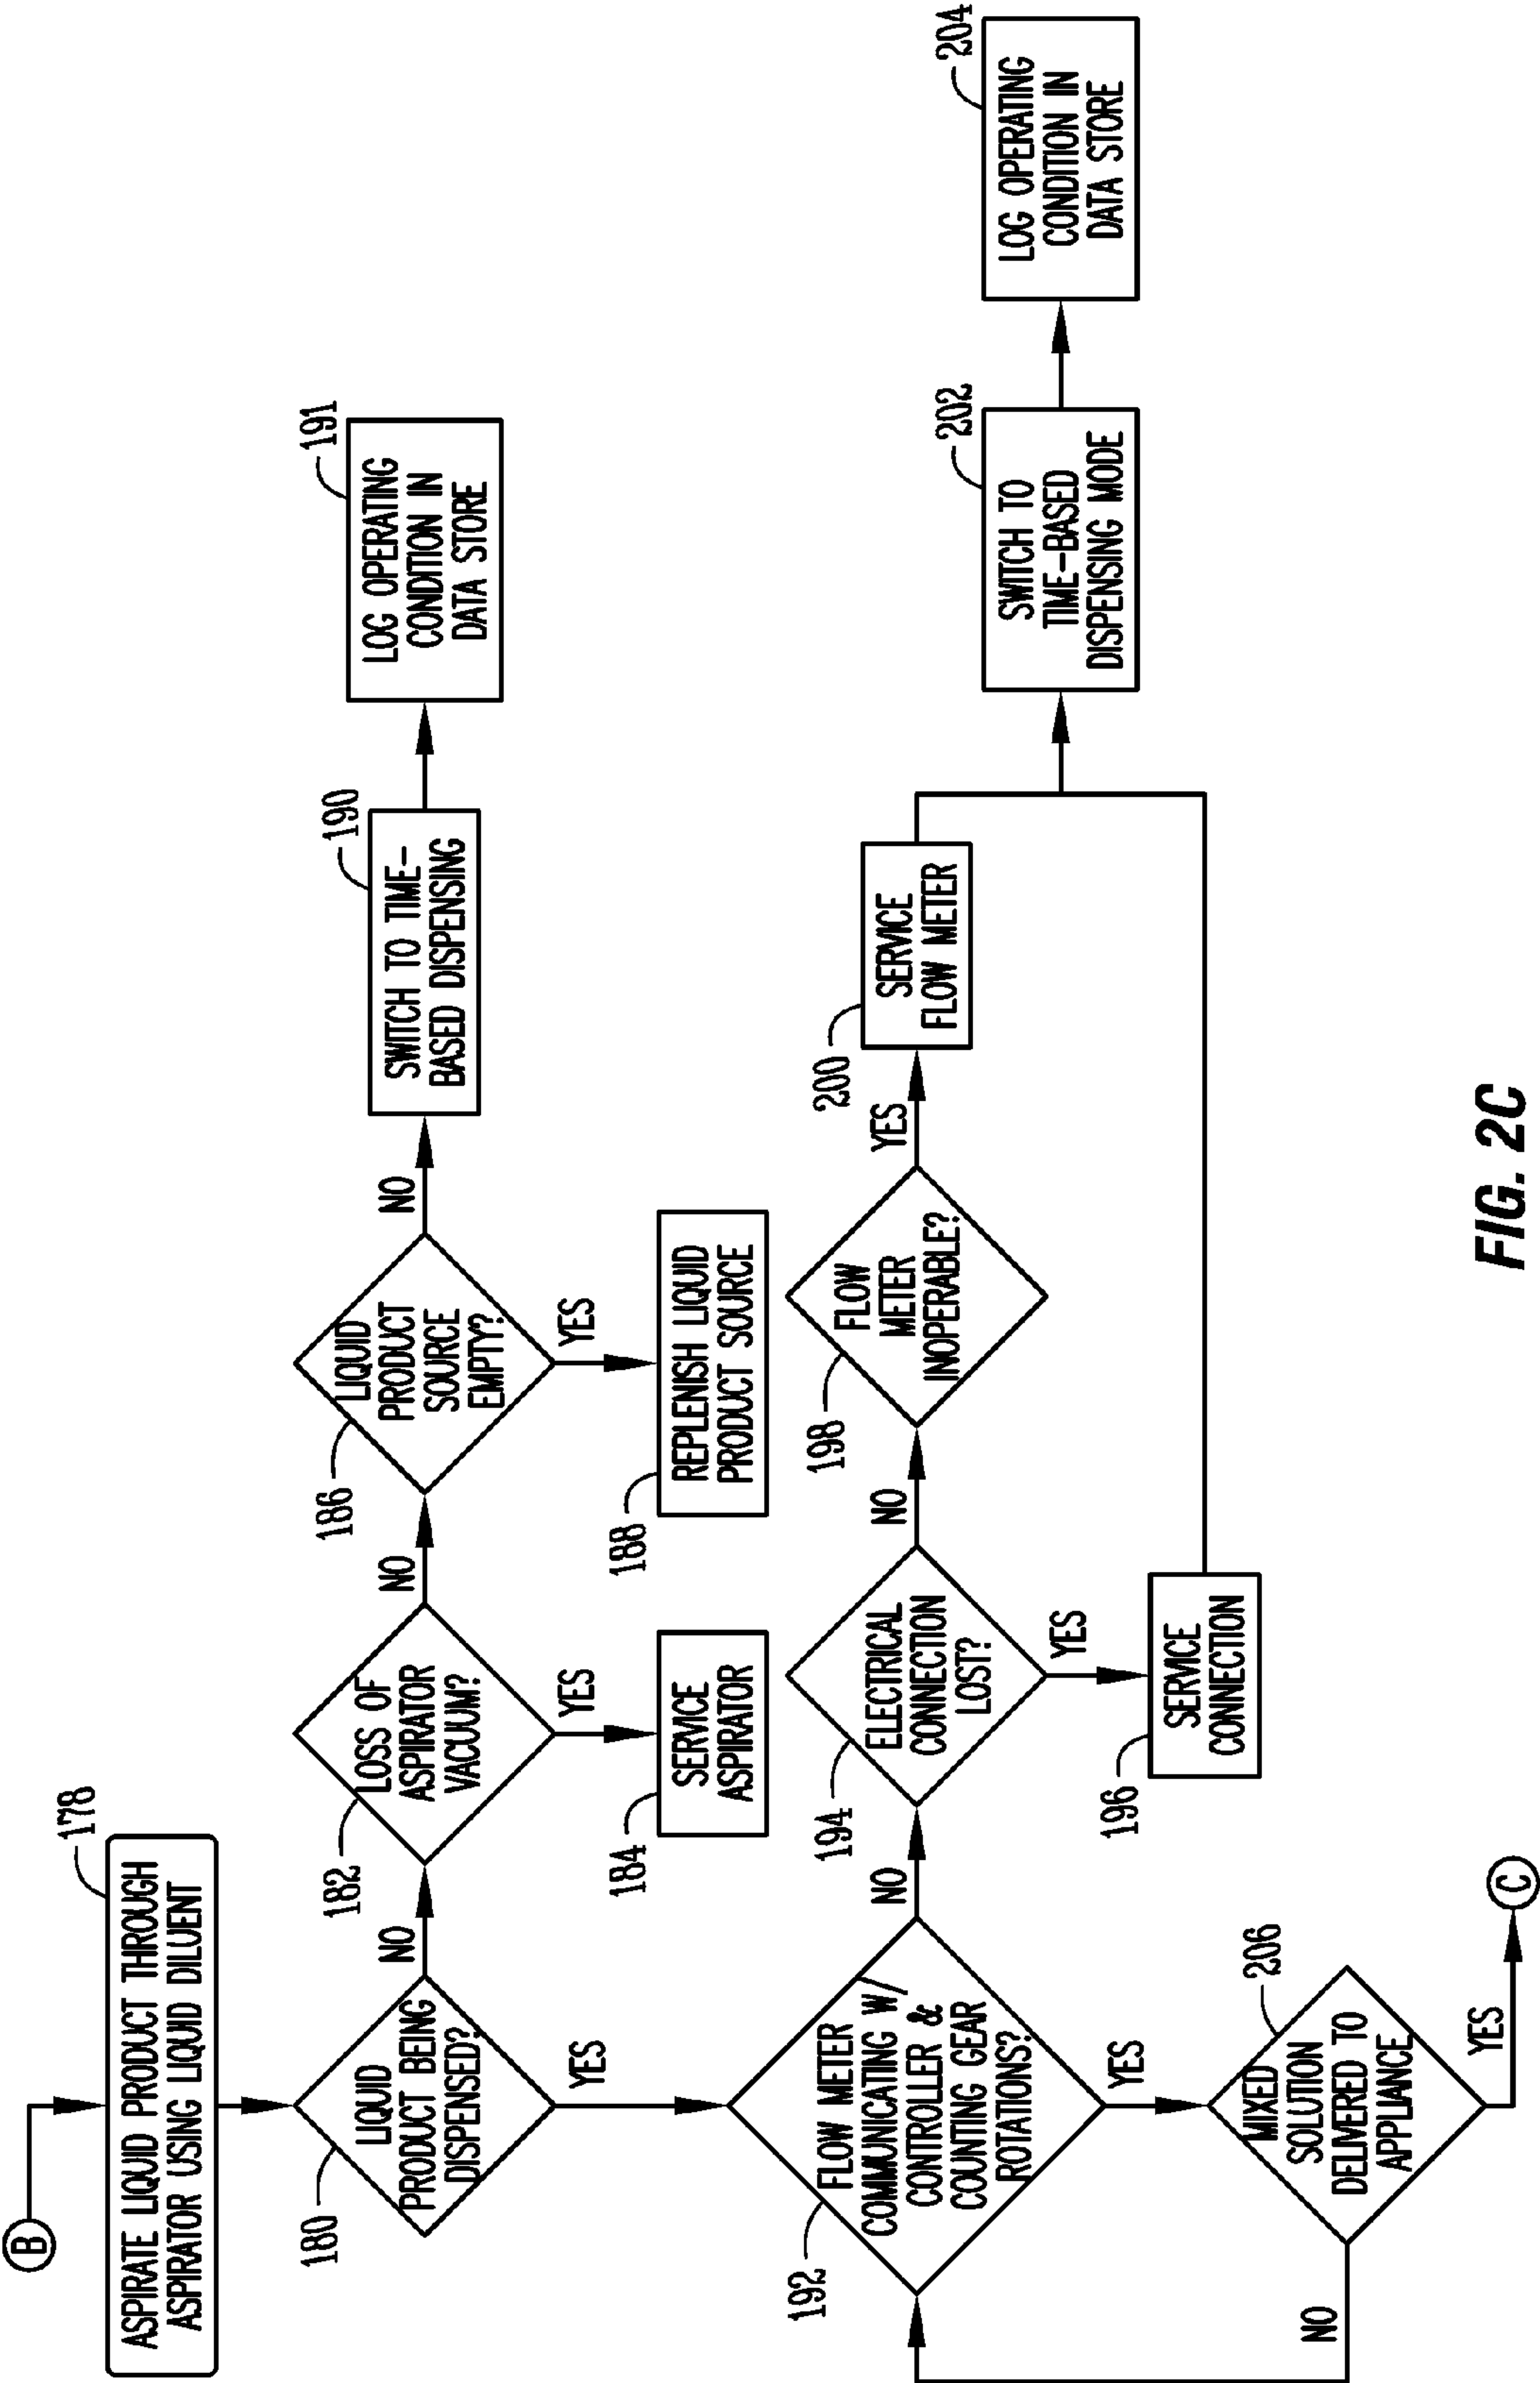 B
178
ASPIRATE LIQUID PRODUCT THROUGH
ASPIRATOR USING LIQUID DILUENT
180
LIQUID
PRODUCT BEING
DISPENSED?
NO
YES
182
LOSS OF
ASPIRATOR
VACUUM?
NO
YES
184
SERVICE
ASPIRATOR
186
LIQUID
PRODUCT
SOURCE
EMPTY?
NO
YES
188
REPLENISH LIQUID
PRODUCT SOURCE
190
SWITCH TO TIME-
BASED DISPENSING
191
LOG OPERATING
CONDITION IN
DATA STORE
192
FLOW METER
COMMUNICATING W/
CONTROLLER &
COUNTING GEAR
ROTATIONS?
NO
YES
194
ELECTRICAL
CONNECTION
LOST?
NO
YES
196
SERVICE
CONNECTION
198
FLOW
METER
INOPERABLE?
YES
200
SERVICE
FLOW METER
202
SWITCH TO
TIME-BASED
DISPENSING MODE
204
LOG OPERATING
CONDITION IN
DATA STORE
206
MIXED
SOLUTION
DELIVERED TO
APPLIANCE
NO
YES
C
FIG. 2C